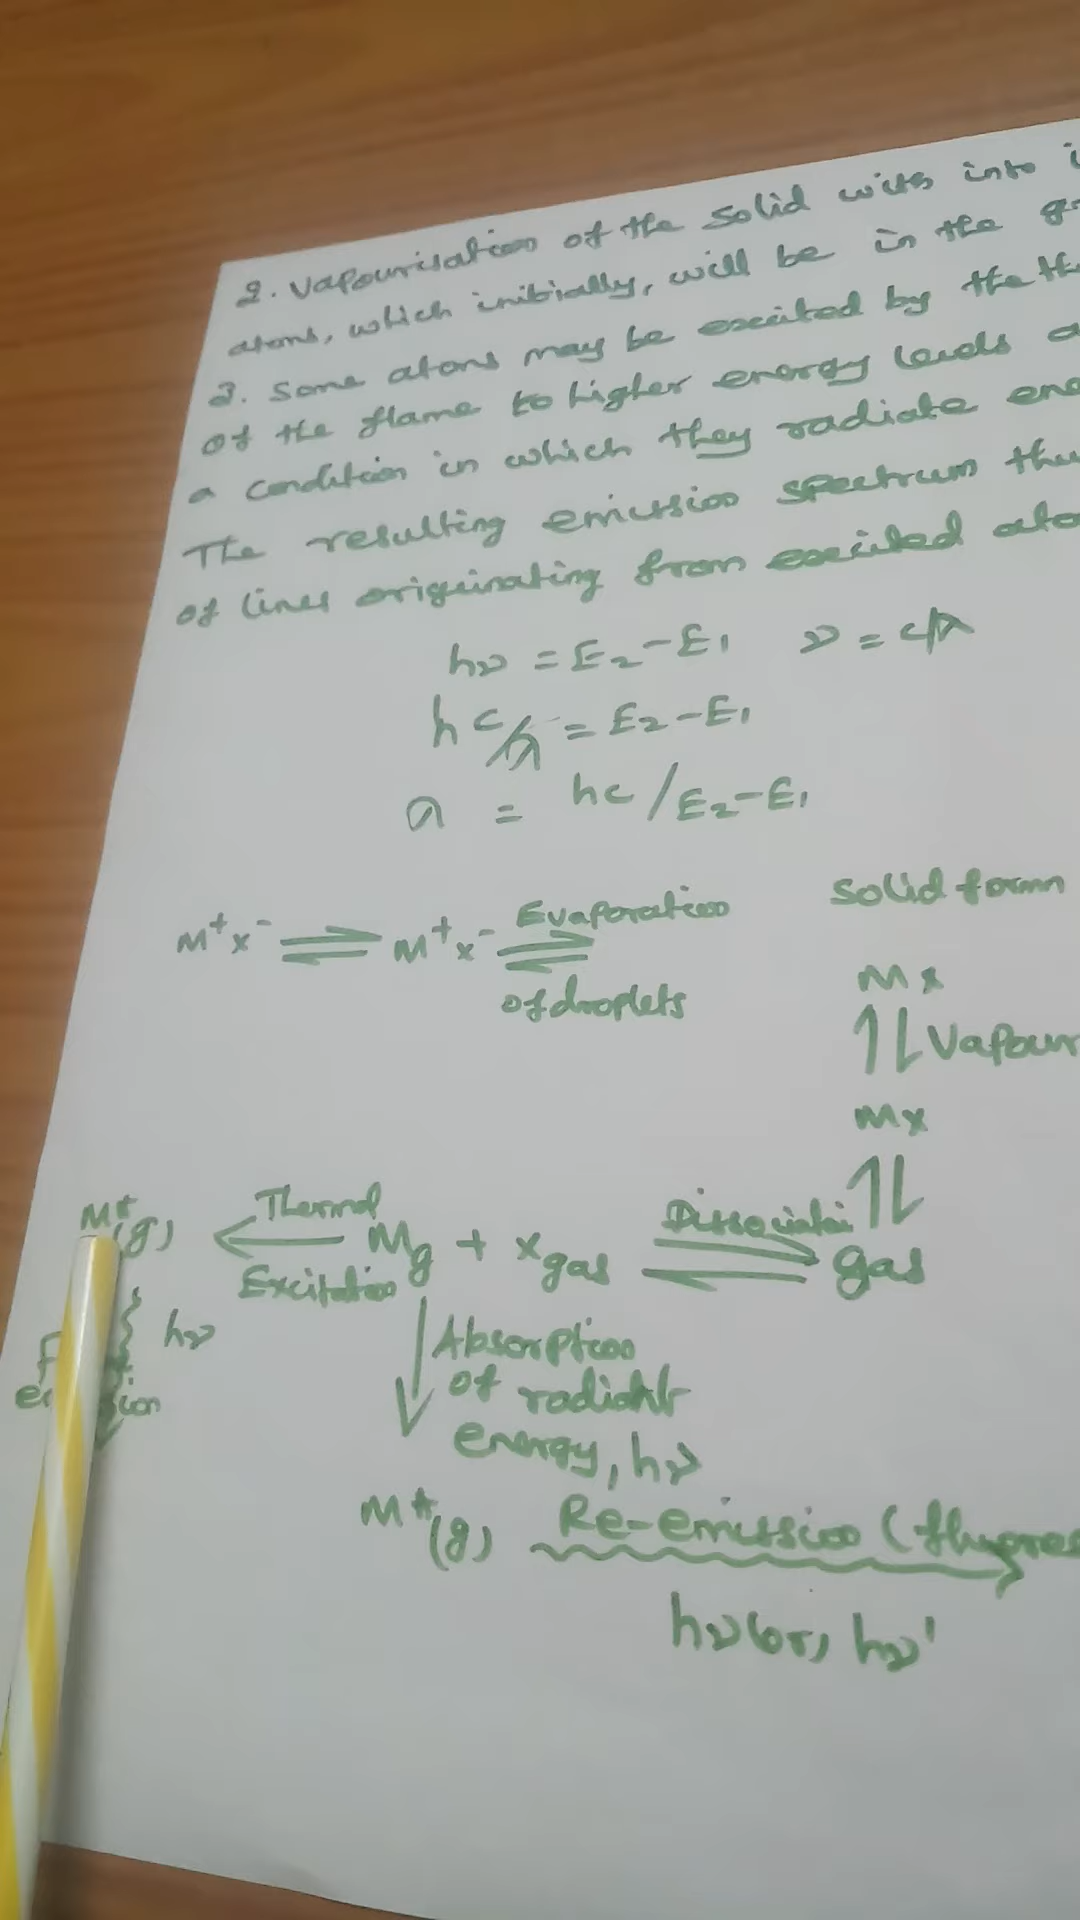 2. Vapourisation of the solid with into
atoms, which initially, will be in the
3. Some atoms may be excited by the
of the flame to higher energy levels
a condition in which they radiate
The resulting emission spectrum
of lines originating from excited
hν = E₂-E₁ ν = c/λ
h c/λ = E₂-E₁
λ = hc/E₂-E₁
Solid form
M⁺x⁻ ⇌ M⁺x⁻ Evaporation ⇌
of droplets
Mx
⇅ Vapour
Mx
⇅
M*(g) ← Thermal Excitation Mg + xgas ⇌ Dissociation gas
hν
↓ Absorption
of radiant
energy, hν
M*(g) Re-emission
hν (or) hν'